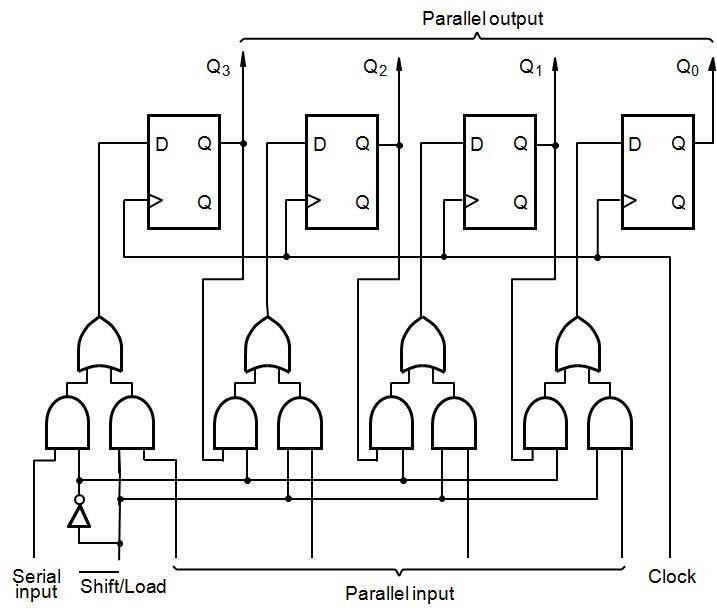 Parallel output
Q3 Q2 Q1 Q0
D Q D Q D Q D Q
Q Q Q Q
Serial
input
Shift/Load
Parallel input
Clock